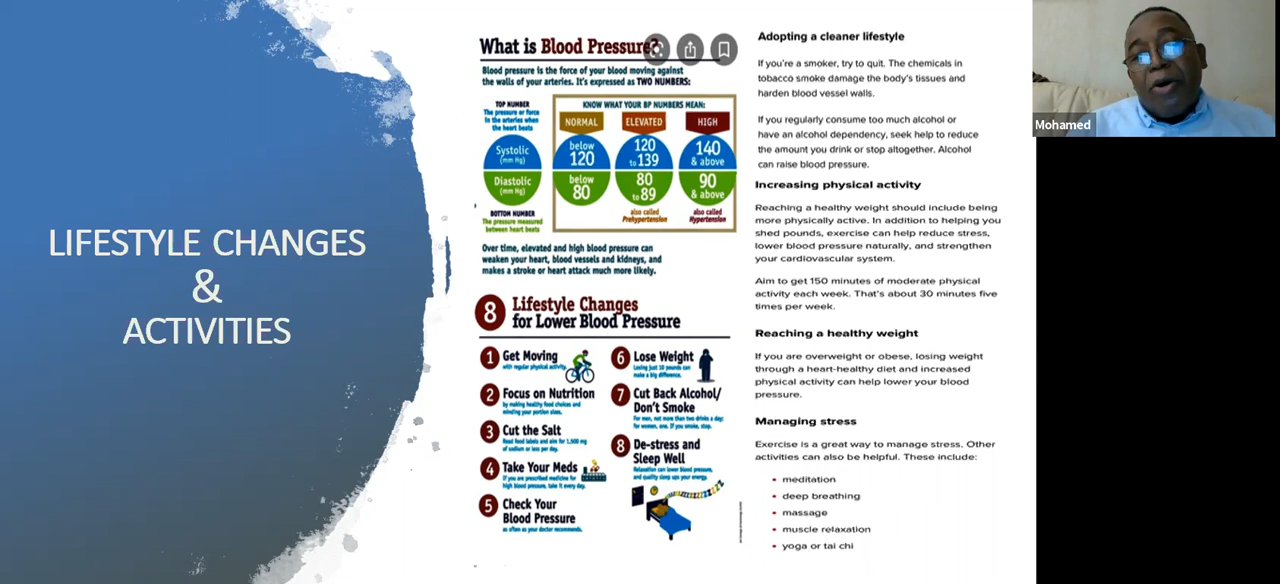 LIFESTYLE CHANGES
&
ACTIVITIES
What is Blood Pressure?
Blood pressure is the force of your blood moving against
the walls of your arteries. It's expressed as TWO NUMBERS:
TOP NUMBER
The pressure or force
in the arteries when
the heart beats
Systolic
(mm Hg)
Diastolic
(mm Hg)
BOTTOM NUMBER
The pressure measured
between heart beats
KNOW WHAT YOUR BP NUMBERS MEAN:
NORMAL
below
120
below
80
ELEVATED
120
to 139
80
to 89
also called
Prehypertension
HIGH
140
& above
90
& above
also called
Hypertension
Over time, elevated and high blood pressure can
weaken your heart, blood vessels and kidneys, and
makes a stroke or heart attack much more likely.
8 Lifestyle Changes
for Lower Blood Pressure
1 Get Moving
with regular physical activity.
2 Focus on Nutrition
by making healthy food choices and
minding your portion sizes.
3 Cut the Salt
Read food labels and aim for 1,500 mg
of sodium or less per day.
4 Take Your Meds
If you are prescribed medicine for
high blood pressure, take it every day.
5 Check Your
Blood Pressure
as often as your doctor recommends.
6 Lose Weight
Losing just 10 pounds can
make a big difference.
7 Cut Back Alcohol/
Don't Smoke
For men, not more than two drinks a day;
for women, one. If you smoke, stop.
8 De-stress and
Sleep Well
Relaxation can lower blood pressure,
and quality sleep ups your energy.
Adopting a cleaner lifestyle
If you're a smoker, try to quit. The chemicals in
tobacco smoke damage the body's tissues and
harden blood vessel walls.
If you regularly consume too much alcohol or
have an alcohol dependency, seek help to reduce
the amount you drink or stop altogether. Alcohol
can raise blood pressure.
Increasing physical activity
Reaching a healthy weight should include being
more physically active. In addition to helping you
shed pounds, exercise can help reduce stress,
lower blood pressure naturally, and strengthen
your cardiovascular system.
Aim to get 150 minutes of moderate physical
activity each week. That's about 30 minutes five
times per week.
Reaching a healthy weight
If you are overweight or obese, losing weight
through a heart-healthy diet and increased
physical activity can help lower your blood
pressure.
Managing stress
Exercise is a great way to manage stress. Other
activities can also be helpful. These include:
• meditation
• deep breathing
• massage
• muscle relaxation
• yoga or tai chi
Mohamed